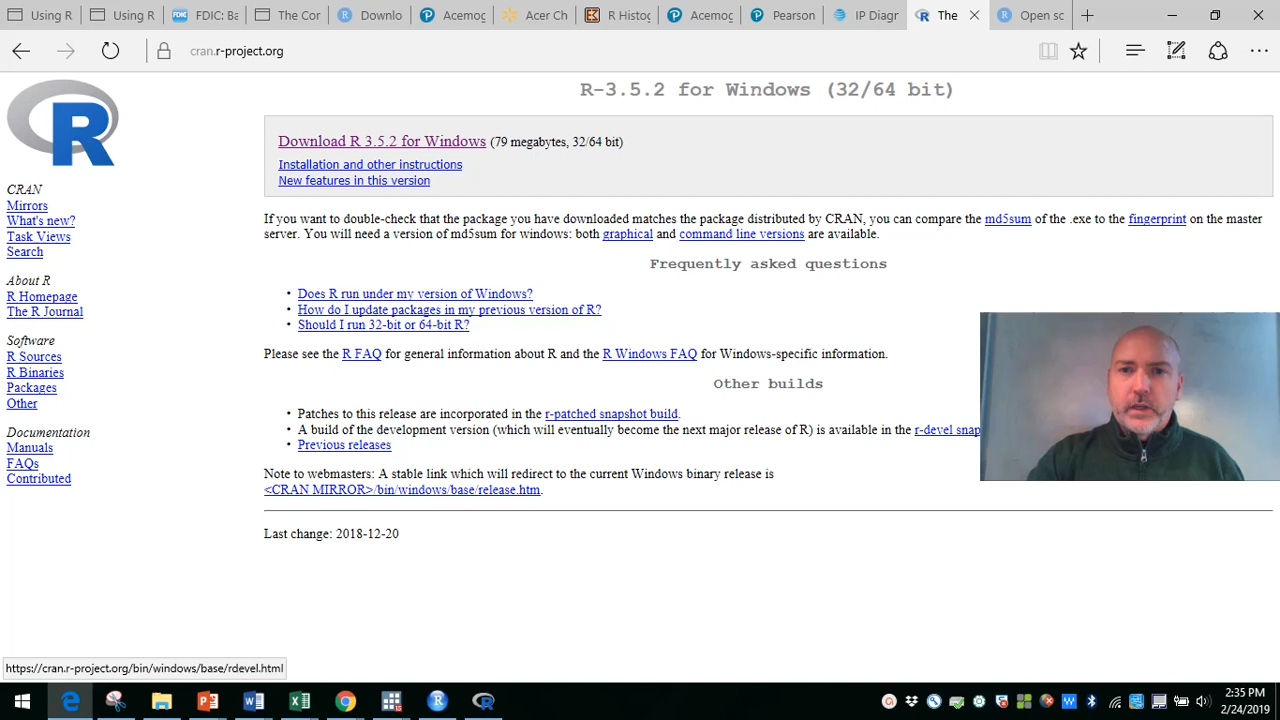 Using R
Using R
FDIC: Ba
The Cor
Downlo
Acemog
Acer Ch
R Histog
Acemog
Pearson
IP Diagr
The
Open sc
cran.r-project.org
R-3.5.2 for Windows (32/64 bit)
R
Download R 3.5.2 for Windows (79 megabytes, 32/64 bit)
Installation and other instructions
New features in this version
CRAN
Mirrors
What's new?
Task Views
Search
About R
R Homepage
The R Journal
Software
R Sources
R Binaries
Packages
Other
Documentation
Manuals
FAQs
Contributed
If you want to double-check that the package you have downloaded matches the package distributed by CRAN, you can compare the md5sum of the .exe to the fingerprint on the master
server. You will need a version of md5sum for windows: both graphical and command line versions are available.
Frequently asked questions
• Does R run under my version of Windows?
• How do I update packages in my previous version of R?
• Should I run 32-bit or 64-bit R?
Please see the R FAQ for general information about R and the R Windows FAQ for Windows-specific information.
Other builds
• Patches to this release are incorporated in the r-patched snapshot build.
• A build of the development version (which will eventually become the next major release of R) is available in the r-devel snap
• Previous releases
Note to webmasters: A stable link which will redirect to the current Windows binary release is
<CRAN MIRROR>/bin/windows/base/release.htm.
Last change: 2018-12-20
https://cran.r-project.org/bin/windows/base/rdevel.html
2:35 PM
2/24/2019